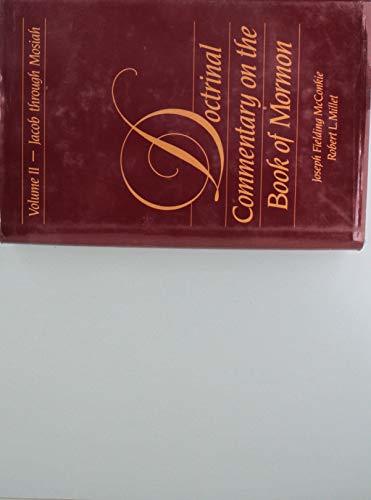 Volume II — Jacob through Mosiah
Doctrinal
Commentary on the
Book of Mormon
Joseph Fielding McConkie
Robert L. Millet